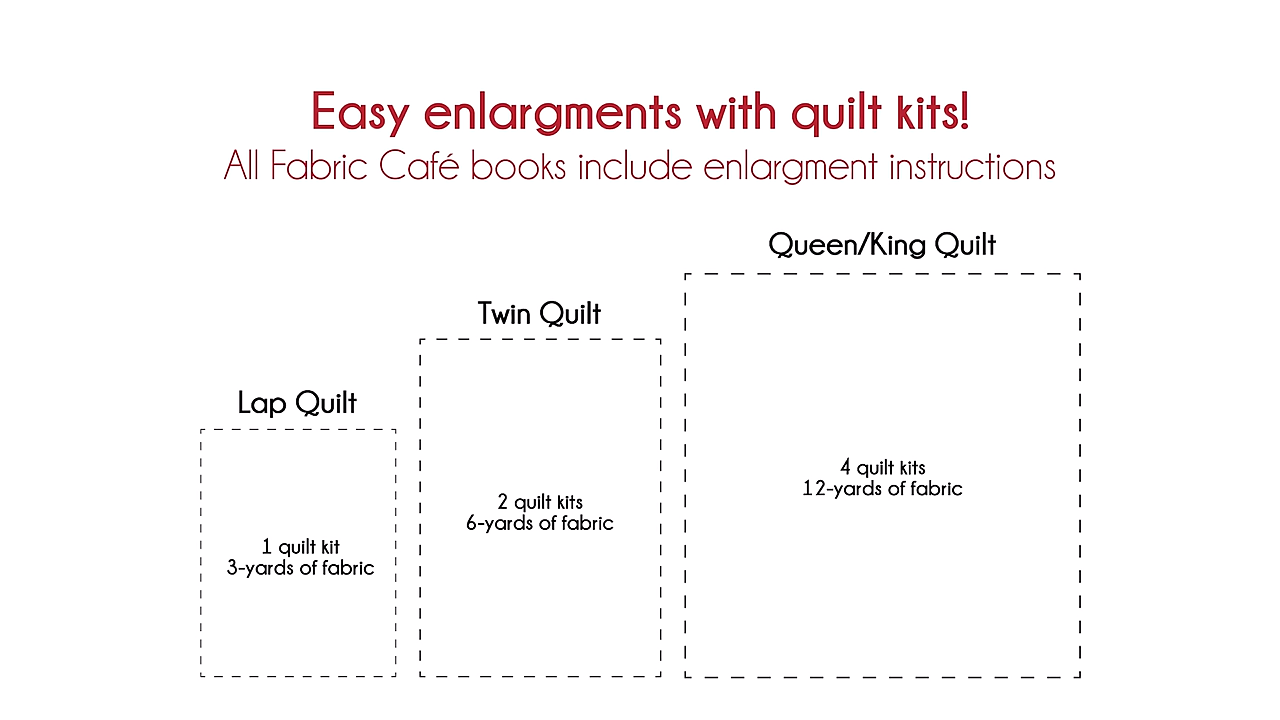 Easy enlargments with quilt kits!
All Fabric Café books include enlargment instructions
Queen/King Quilt
Twin Quilt
Lap Quilt
4 quilt kits
12-yards of fabric
2 quilt kits
6-yards of fabric
1 quilt kit
3-yards of fabric